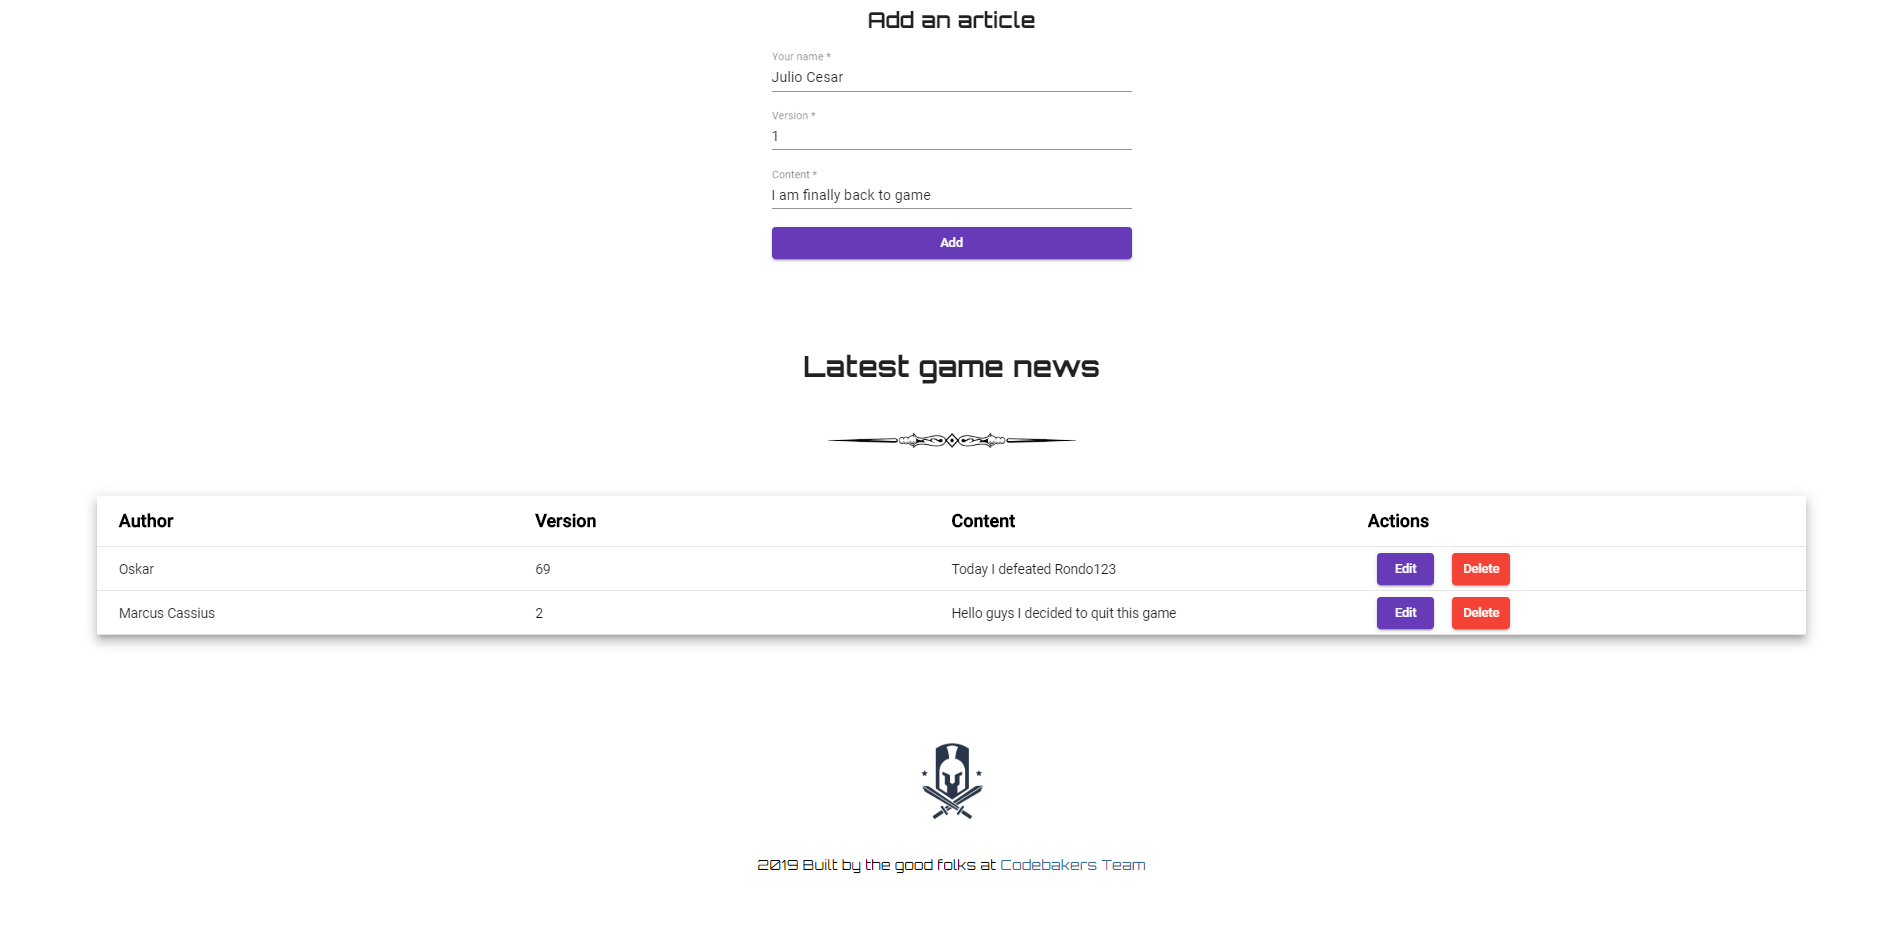 Add an article
Your name *
Julio Cesar
Version *
1
Content *
I am finally back to game
Add
Latest game news
Author Version Content Actions
Oskar 69 Today I defeated Rondo123 Edit Delete
Marcus Cassius 2 Hello guys I decided to quit this game Edit Delete
2019 Built by the good folks at Codebakers Team